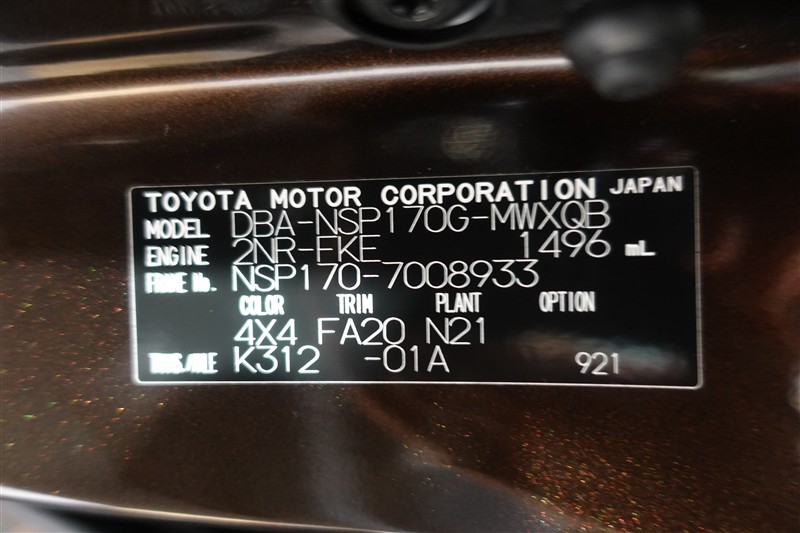 TOYOTA MOTOR CORPORATION JAPAN
MODEL DBA-NSP170G-MWXQB
ENGINE 2NR-FKE 1496 mL
FRAME No. NSP170-7008933
COLOR TRIM PLANT OPTION
4X4 FA20 N21
TRANS./AXLE K312 -01A 921